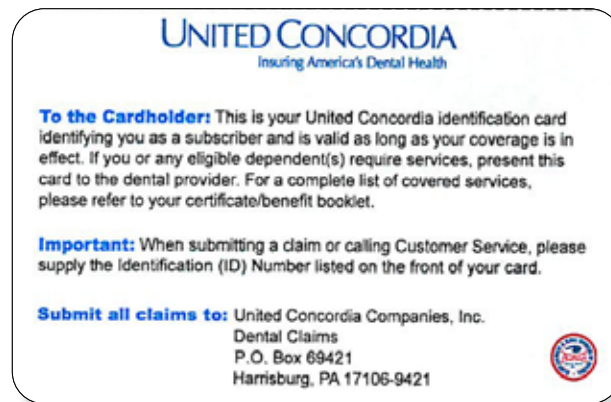 UNITED CONCORDIA
Insuring America's Dental Health
To the Cardholder: This is your United Concordia identification card
identifying you as a subscriber and is valid as long as your coverage is in
effect. If you or any eligible dependent(s) require services, present this
card to the dental provider. For a complete list of covered services,
please refer to your certificate/benefit booklet.
Important: When submitting a claim or calling Customer Service, please
supply the Identification (ID) Number listed on the front of your card.
Submit all claims to: United Concordia Companies, Inc.
Dental Claims
P.O. Box 69421
Harrisburg, PA 17106-9421